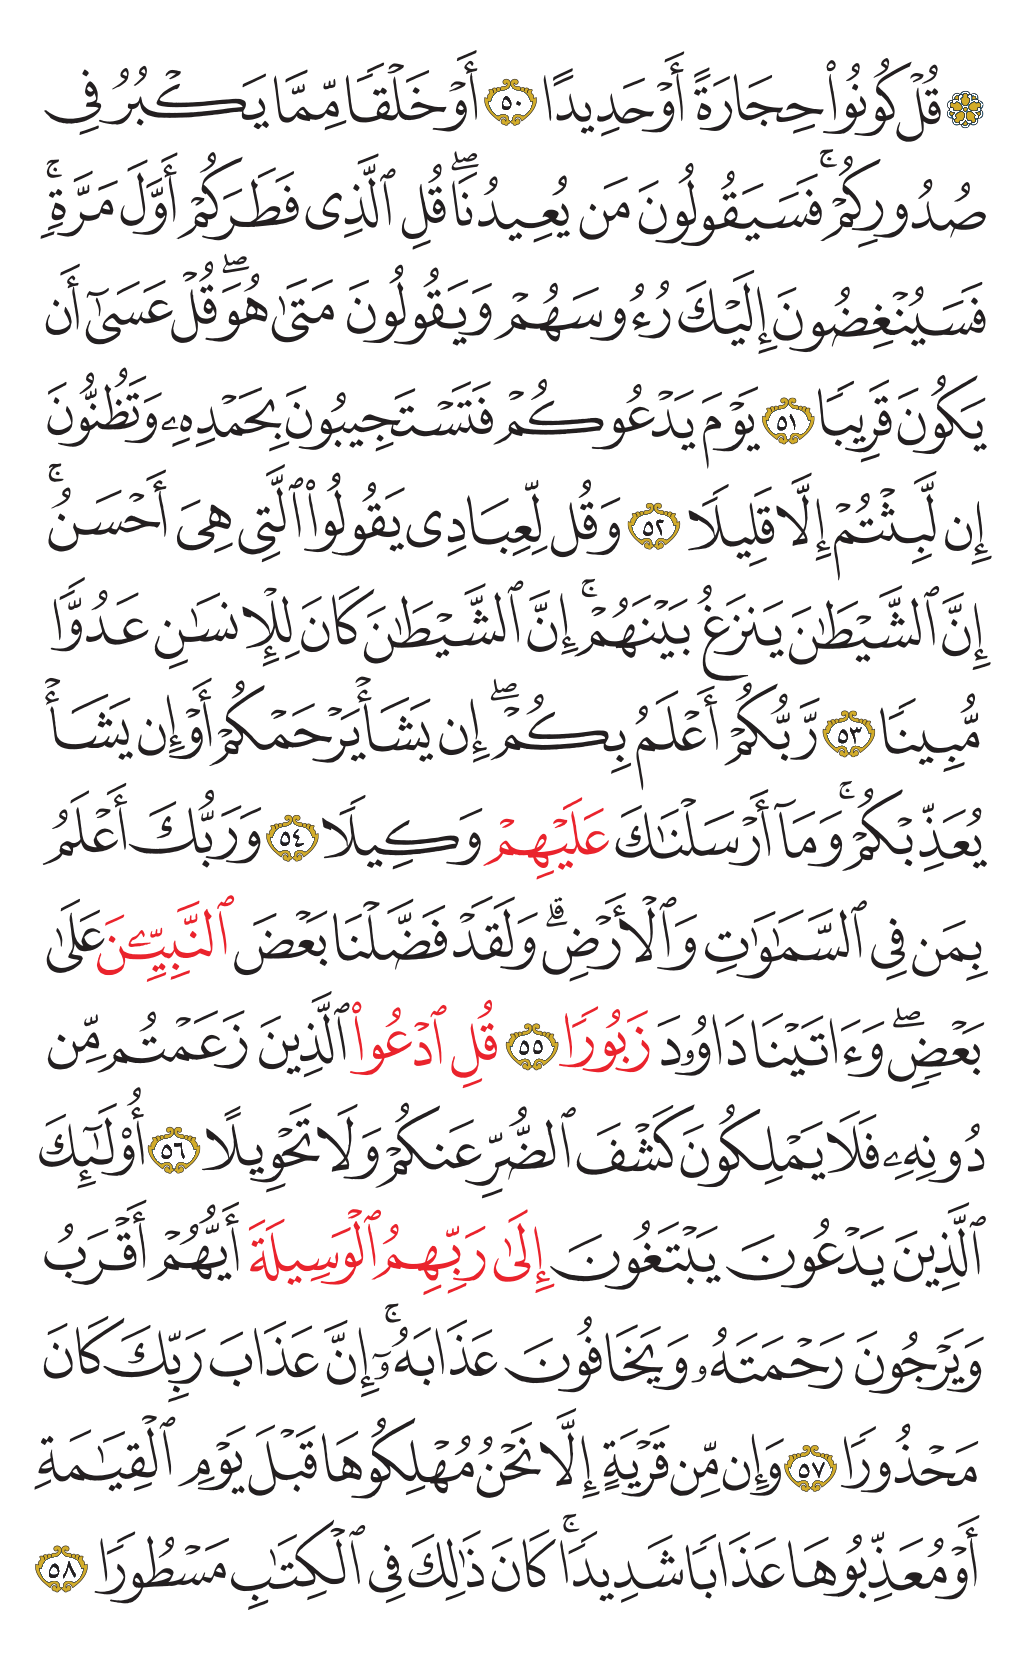 ۞ قُلۡ كُونُواْ حِجَارَةً أَوۡ حَدِيدًا ٥٠ أَوۡ خَلۡقٗا مِّمَّا يَكۡبُرُ فِي
صُدُورِكُمۡۚ فَسَيَقُولُونَ مَن يُعِيدُنَاۖ قُلِ ٱلَّذِي فَطَرَكُمۡ أَوَّلَ مَرَّةٖۚ
فَسَيُنۡغِضُونَ إِلَيۡكَ رُءُوسَهُمۡ وَيَقُولُونَ مَتَىٰ هُوَۖ قُلۡ عَسَىٰٓ أَن
يَكُونَ قَرِيبٗا ٥١ يَوۡمَ يَدۡعُوكُمۡ فَتَسۡتَجِيبُونَ بِحَمۡدِهِۦ وَتَظُنُّونَ
إِن لَّبِثۡتُمۡ إِلَّا قَلِيلٗا ٥٢ وَقُل لِّعِبَادِي يَقُولُواْ ٱلَّتِي هِيَ أَحۡسَنُۚ
إِنَّ ٱلشَّيۡطَٰنَ يَنزَغُ بَيۡنَهُمۡۚ إِنَّ ٱلشَّيۡطَٰنَ كَانَ لِلۡإِنسَٰنِ عَدُوّٗا
مُّبِينٗا ٥٣ رَّبُّكُمۡ أَعۡلَمُ بِكُمۡۖ إِن يَشَأۡ يَرۡحَمۡكُمۡ أَوۡ إِن يَشَأۡ
يُعَذِّبۡكُمۡۚ وَمَآ أَرۡسَلۡنَٰكَ عَلَيۡهِمۡ وَكِيلٗا ٥٤ وَرَبُّكَ أَعۡلَمُ
بِمَن فِي ٱلسَّمَٰوَٰتِ وَٱلۡأَرۡضِۗ وَلَقَدۡ فَضَّلۡنَا بَعۡضَ ٱلنَّبِيِّـۧنَ عَلَىٰ
بَعۡضٖۖ وَءَاتَيۡنَا دَاوُۥدَ زَبُورٗا ٥٥ قُلِ ٱدۡعُواْ ٱلَّذِينَ زَعَمۡتُم مِّن
دُونِهِۦ فَلَا يَمۡلِكُونَ كَشۡفَ ٱلضُّرِّ عَنكُمۡ وَلَا تَحۡوِيلًا ٥٦ أُوْلَٰٓئِكَ
ٱلَّذِينَ يَدۡعُونَ يَبۡتَغُونَ إِلَىٰ رَبِّهِمُ ٱلۡوَسِيلَةَ أَيُّهُمۡ أَقۡرَبُ
وَيَرۡجُونَ رَحۡمَتَهُۥ وَيَخَافُونَ عَذَابَهُۥٓۚ إِنَّ عَذَابَ رَبِّكَ كَانَ
مَحۡذُورٗا ٥٧ وَإِن مِّن قَرۡيَةٍ إِلَّا نَحۡنُ مُهۡلِكُوهَا قَبۡلَ يَوۡمِ ٱلۡقِيَٰمَةِ
أَوۡ مُعَذِّبُوهَا عَذَابٗا شَدِيدٗاۚ كَانَ ذَٰلِكَ فِي ٱلۡكِتَٰبِ مَسۡطُورٗا ٥٨